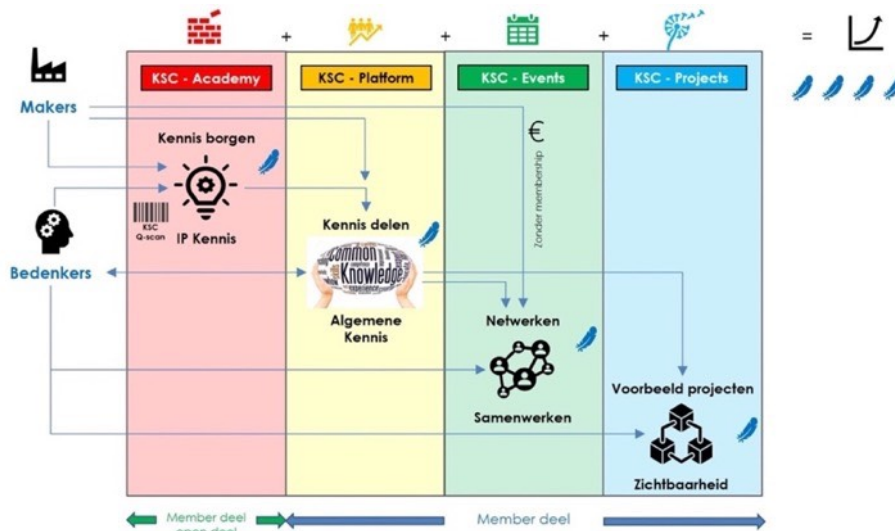 + + + =
KSC - Academy
KSC - Platform
KSC - Events
KSC - Projects
Makers
Kennis borgen
€
Zonder membership
KSC
Q-scan
IP Kennis
Kennis delen
Bedenkers
Common
Knowledge
Algemene
Kennis
Netwerken
Samenwerken
Voorbeeld projecten
Zichtbaarheid
Member deel
Member deel